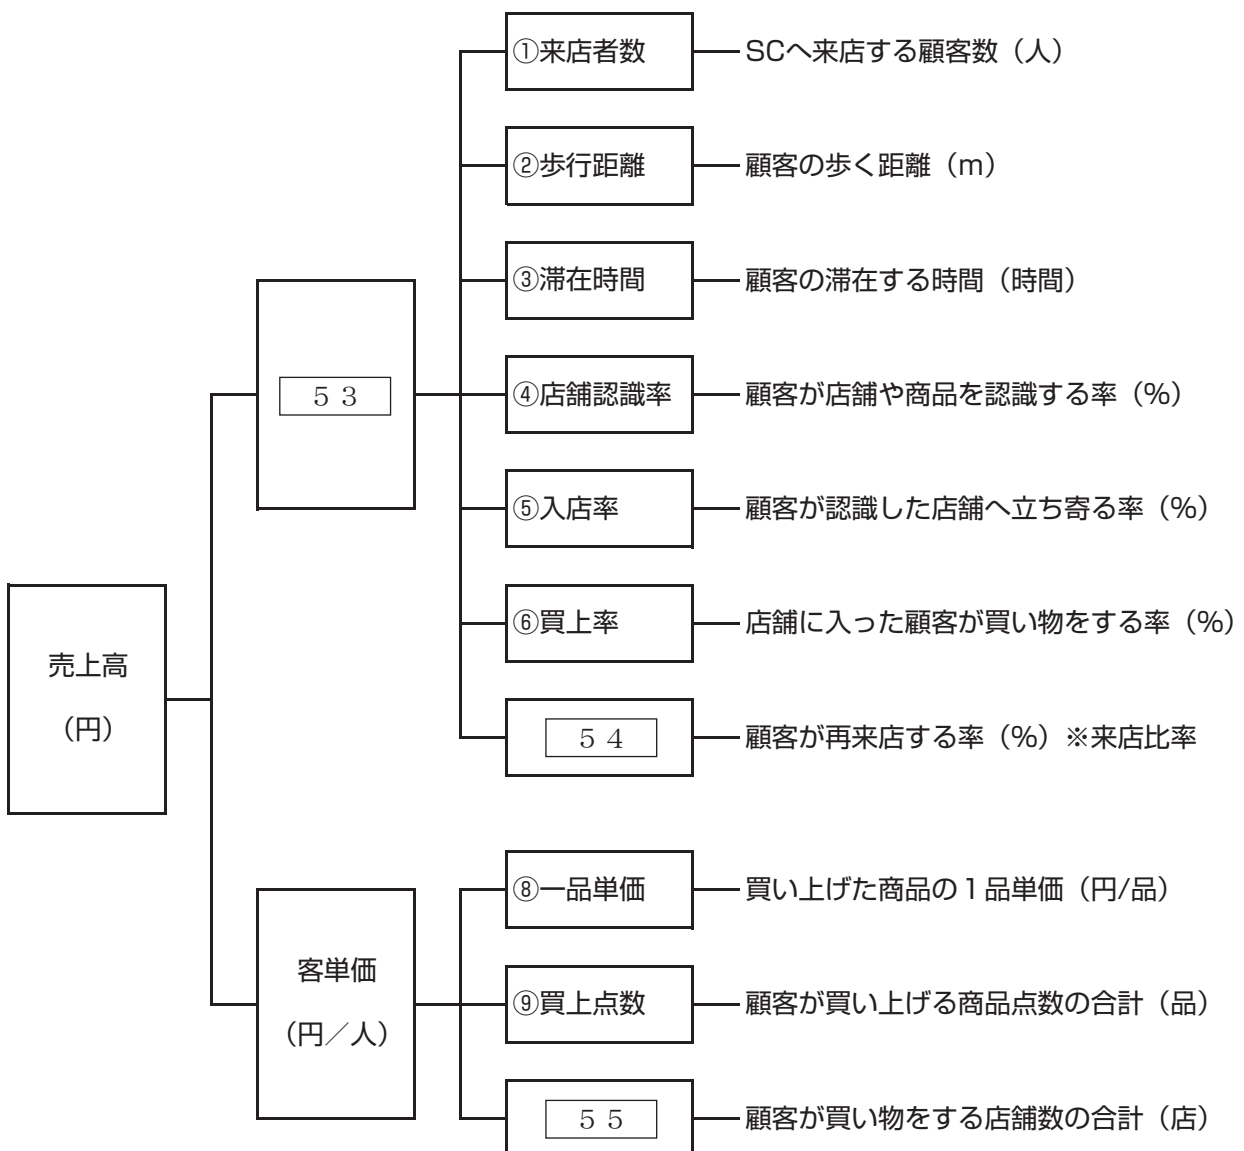 ①来店者数
SCへ来店する顧客数（人）
②歩行距離
顧客の歩く距離（m）
③滞在時間
顧客の滞在する時間（時間）
５３
④店舗認識率
顧客が店舗や商品を認識する率（%）
⑤入店率
顧客が認識した店舗へ立ち寄る率（%）
⑥買上率
店舗に入った顧客が買い物をする率（%）
売上高
（円）
５４
顧客が再来店する率（%）※来店比率
⑧一品単価
買い上げた商品の１品単価（円/品）
客単価
（円／人）
⑨買上点数
顧客が買い上げる商品点数の合計（品）
５５
顧客が買い物をする店舗数の合計（店）